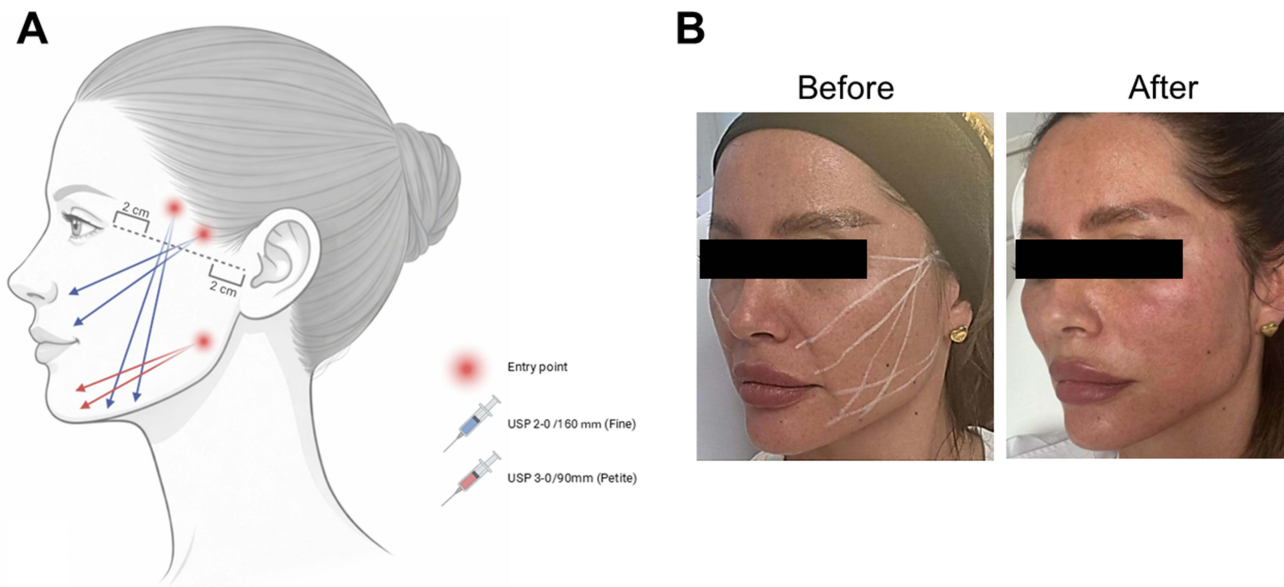 A
B
Before
After
2 cm
2 cm
Entry point
USP 2-0 /160 mm (Fine)
USP 3-0/90mm (Petite)